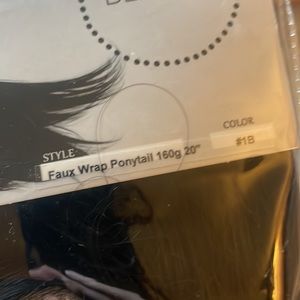 STYLE
Faux Wrap Ponytail 160g 20"
COLOR
#1B